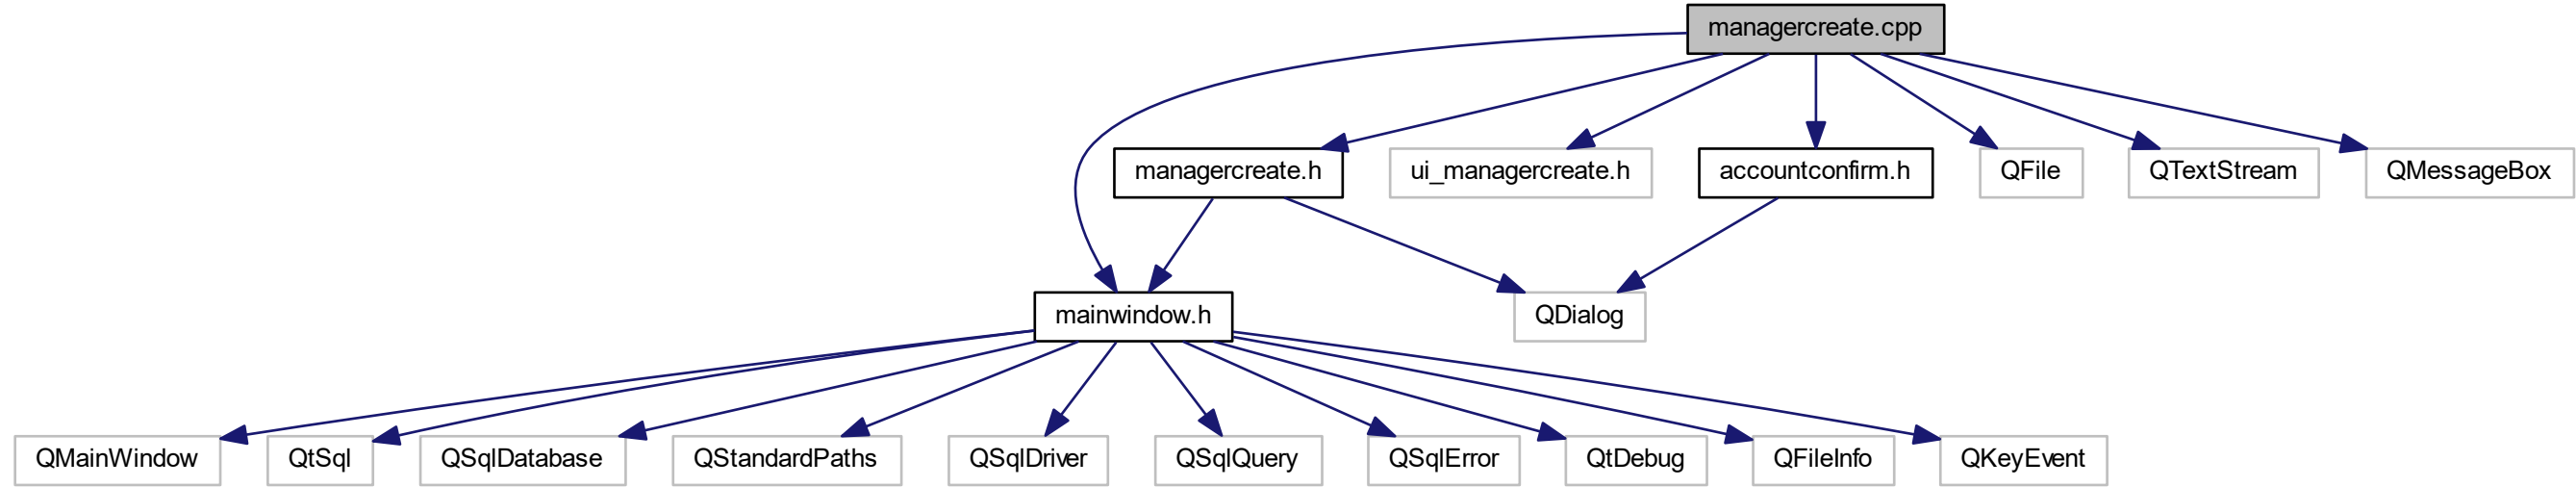 managercreate.cpp
managercreate.h
ui_managercreate.h
accountconfirm.h
QFile
QTextStream
QMessageBox
mainwindow.h
QDialog
QMainWindow
QtSql
QSqlDatabase
QStandardPaths
QSqlDriver
QSqlQuery
QSqlError
QtDebug
QFileInfo
QKeyEvent